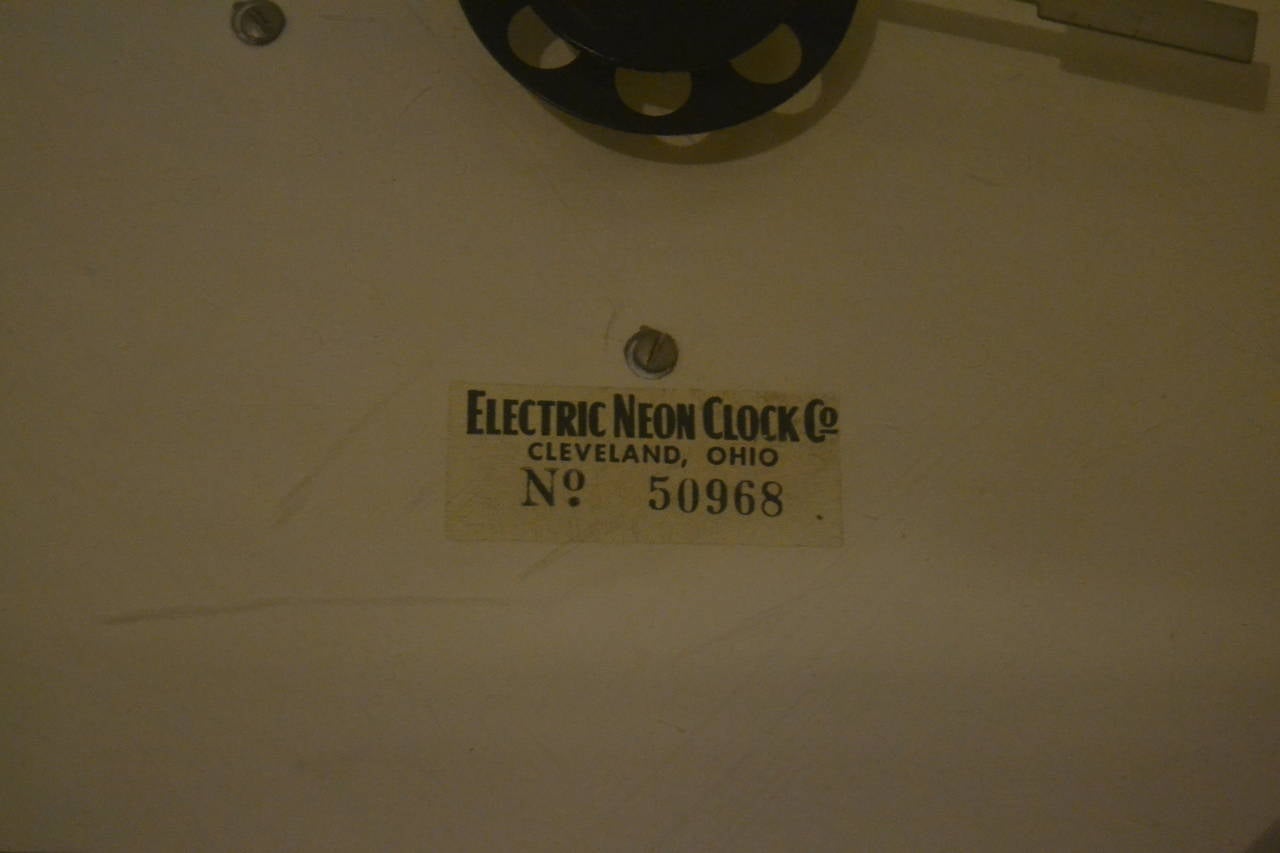 ELECTRIC NEON CLOCK Co
CLEVELAND, OHIO
No 50968